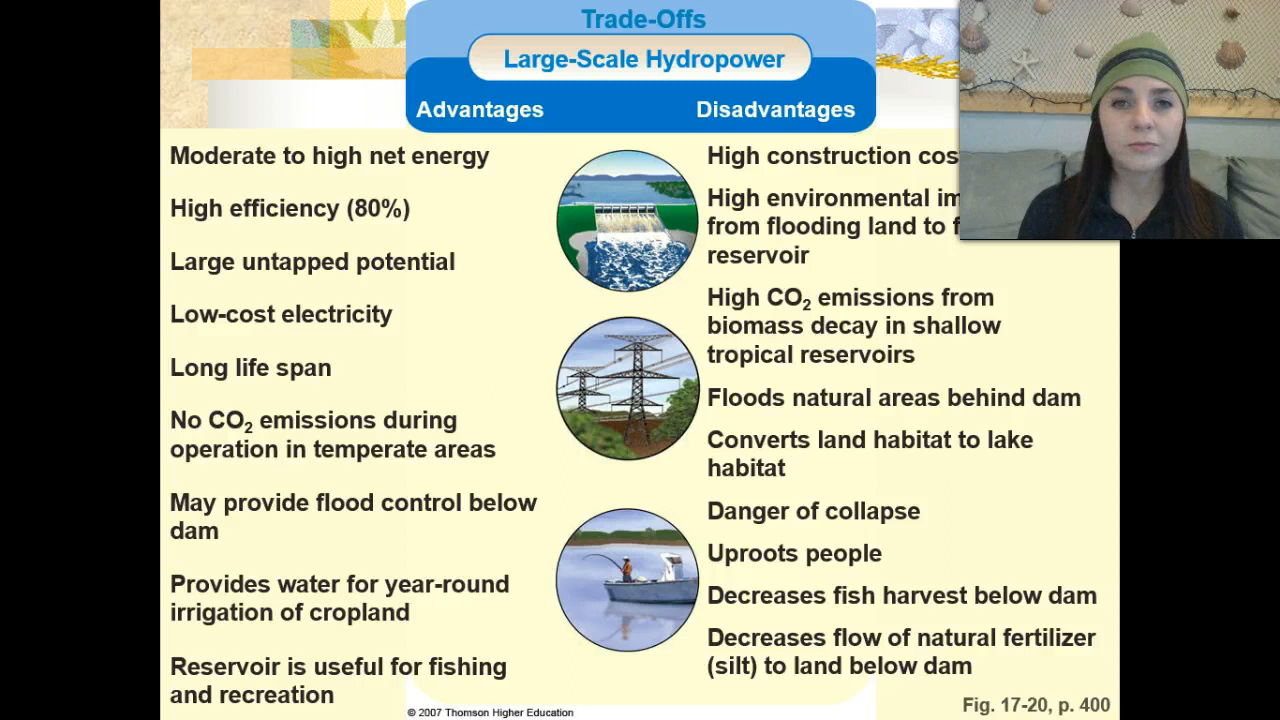 Trade-Offs
Large-Scale Hydropower
Advantages
Disadvantages
Moderate to high net energy
High efficiency (80%)
Large untapped potential
Low-cost electricity
Long life span
No CO₂ emissions during
operation in temperate areas
May provide flood control below
dam
Provides water for year-round
irrigation of cropland
Reservoir is useful for fishing
and recreation
High construction
High environmental
from flooding land to
reservoir
High CO₂ emissions from
biomass decay in shallow
tropical reservoirs
Floods natural areas behind dam
Converts land habitat to lake
habitat
Danger of collapse
Uproots people
Decreases fish harvest below dam
Decreases flow of natural fertilizer
(silt) to land below dam
© 2007 Thomson Higher Education
Fig. 17-20, p. 400